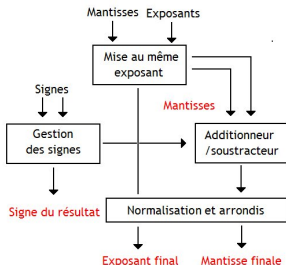 Mantisses Exposants
Mise au même
exposant
Signes
Mantisses
Gestion
des signes
Additionneur
/soustracteur
Signe du résultat
Normalisation et arrondis
Exposant final Mantisse finale